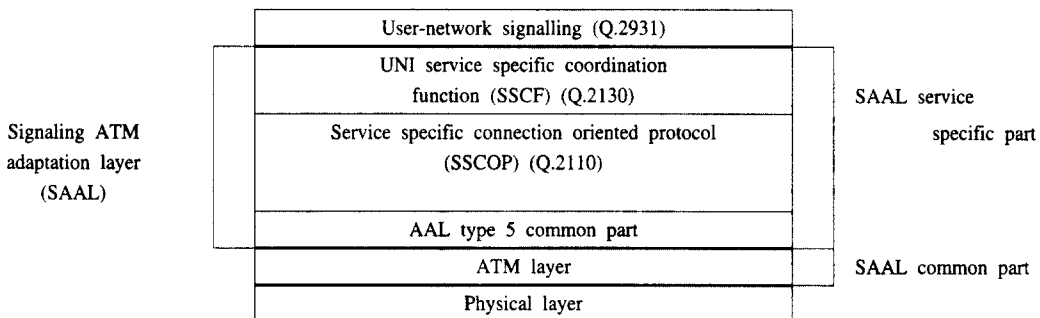 User-network signalling (Q.2931)
UNI service specific coordination
function (SSCF) (Q.2130)
Service specific connection oriented protocol
(SSCOP) (Q.2110)
AAL type 5 common part
ATM layer
Physical layer
Signaling ATM
adaptation layer
(SAAL)
SAAL service
specific part
SAAL common part